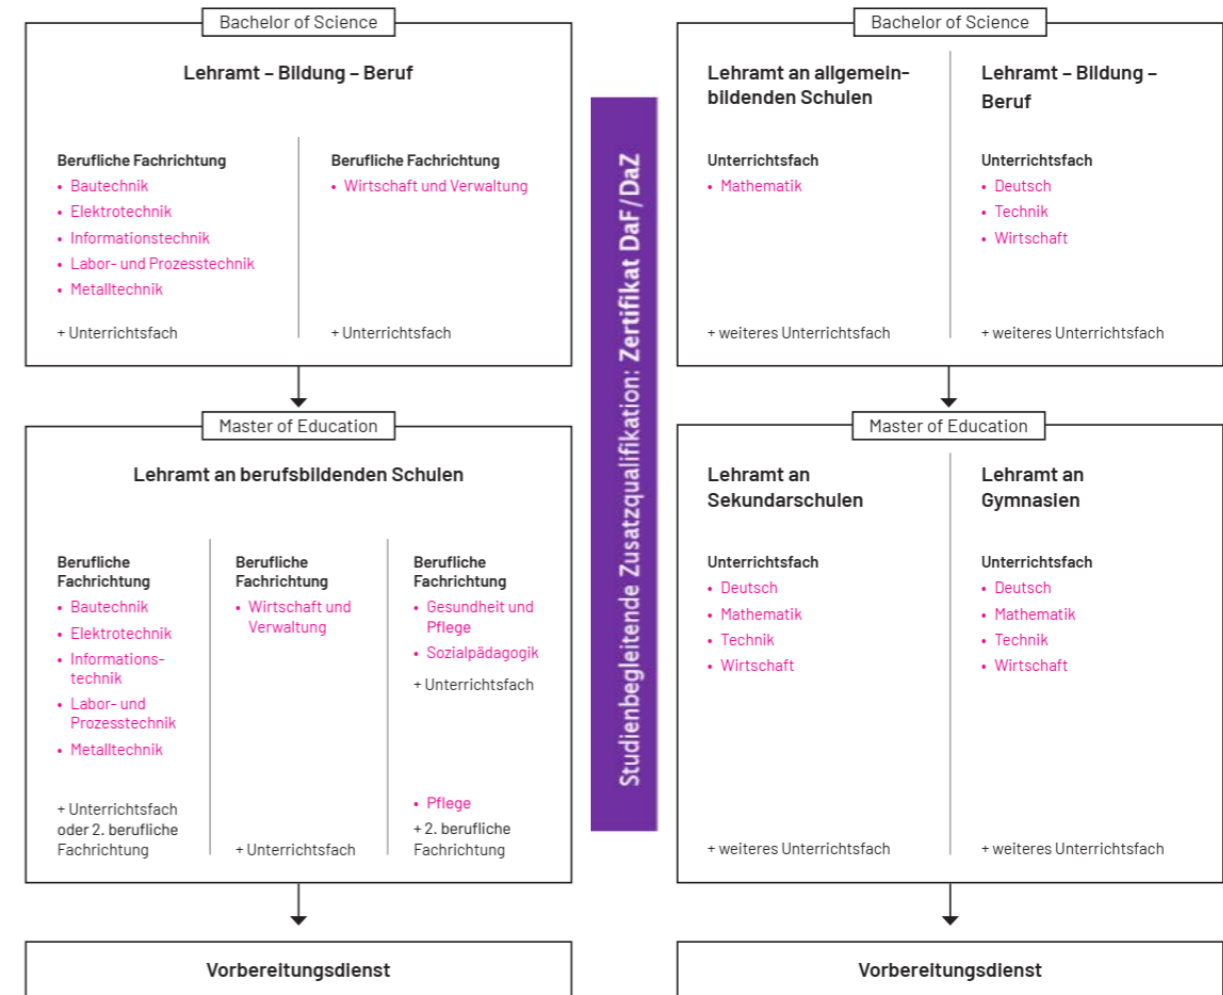 Bachelor of Science
Lehramt – Bildung – Beruf
Berufliche Fachrichtung
• Bautechnik
• Elektrotechnik
• Informationstechnik
• Labor- und Prozesstechnik
• Metalltechnik
+ Unterrichtsfach
Berufliche Fachrichtung
• Wirtschaft und Verwaltung
+ Unterrichtsfach
Master of Education
Lehramt an berufsbildenden Schulen
Berufliche
Fachrichtung
• Bautechnik
• Elektrotechnik
• Informations-
technik
• Labor- und
Prozesstechnik
• Metalltechnik
+ Unterrichtsfach
oder 2. berufliche
Fachrichtung
Berufliche
Fachrichtung
• Wirtschaft und
Verwaltung
+ Unterrichtsfach
Berufliche
Fachrichtung
• Gesundheit und
Pflege
• Sozialpädagogik
+ Unterrichtsfach
• Pflege
+ 2. berufliche
Fachrichtung
Vorbereitungsdienst
Studienbegleitende Zusatzqualifikation: Zertifikat DaF/DaZ
Bachelor of Science
Lehramt an allgemein-
bildenden Schulen
Unterrichtsfach
• Mathematik
+ weiteres Unterrichtsfach
Lehramt – Bildung –
Beruf
Unterrichtsfach
• Deutsch
• Technik
• Wirtschaft
+ weiteres Unterrichtsfach
Master of Education
Lehramt an
Sekundarschulen
Unterrichtsfach
• Deutsch
• Mathematik
• Technik
• Wirtschaft
+ weiteres Unterrichtsfach
Lehramt an
Gymnasien
Unterrichtsfach
• Deutsch
• Mathematik
• Technik
• Wirtschaft
+ weiteres Unterrichtsfach
Vorbereitungsdienst